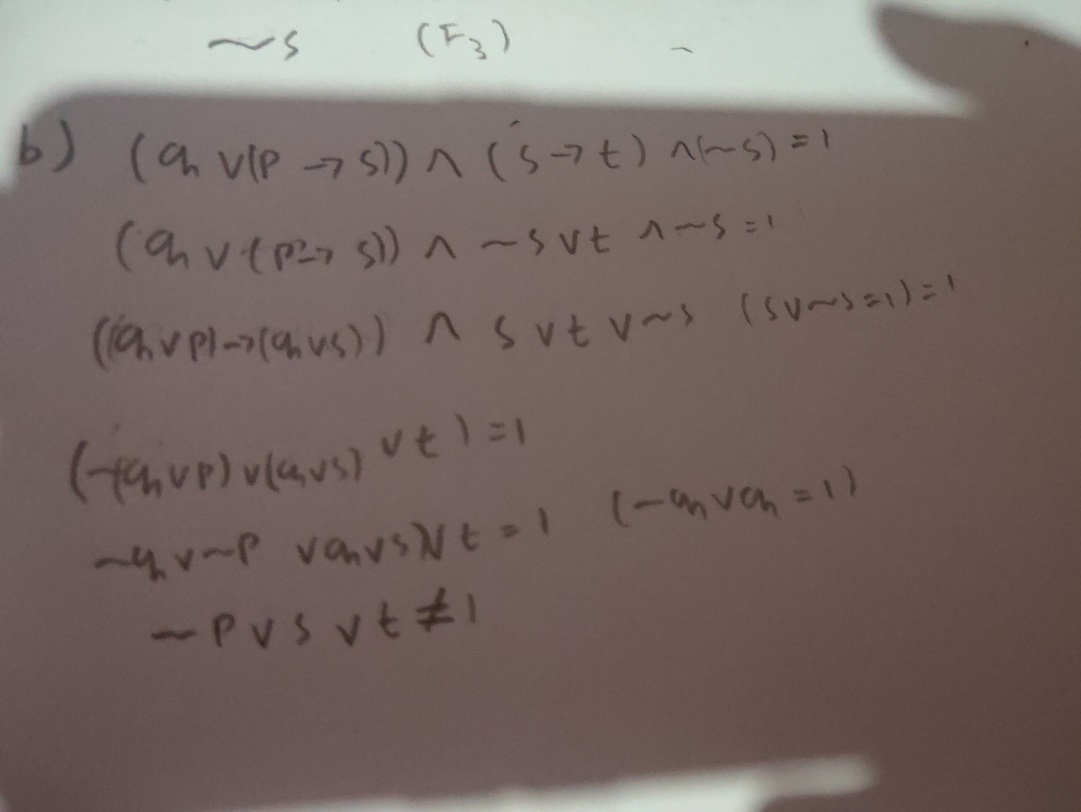 ~s (F3)
b) (q ∨(p → s)) ∧ (s → t) ∧(~s) = 1
(q ∨ (p → s)) ∧ ~s ∨ t ∧ ~s = 1
((q ∨ p) → (q ∨ s)) ∧ s ∨ t ∨ ~s (s ∨ ~s = 1) = 1
(~(q ∨ p) ∨ (q ∨ s) ∨ t) = 1
~q ∨ ~p ∨ q ∨ s) ∨ t = 1 (~q ∨ q = 1)
~p ∨ s ∨ t ≠ 1